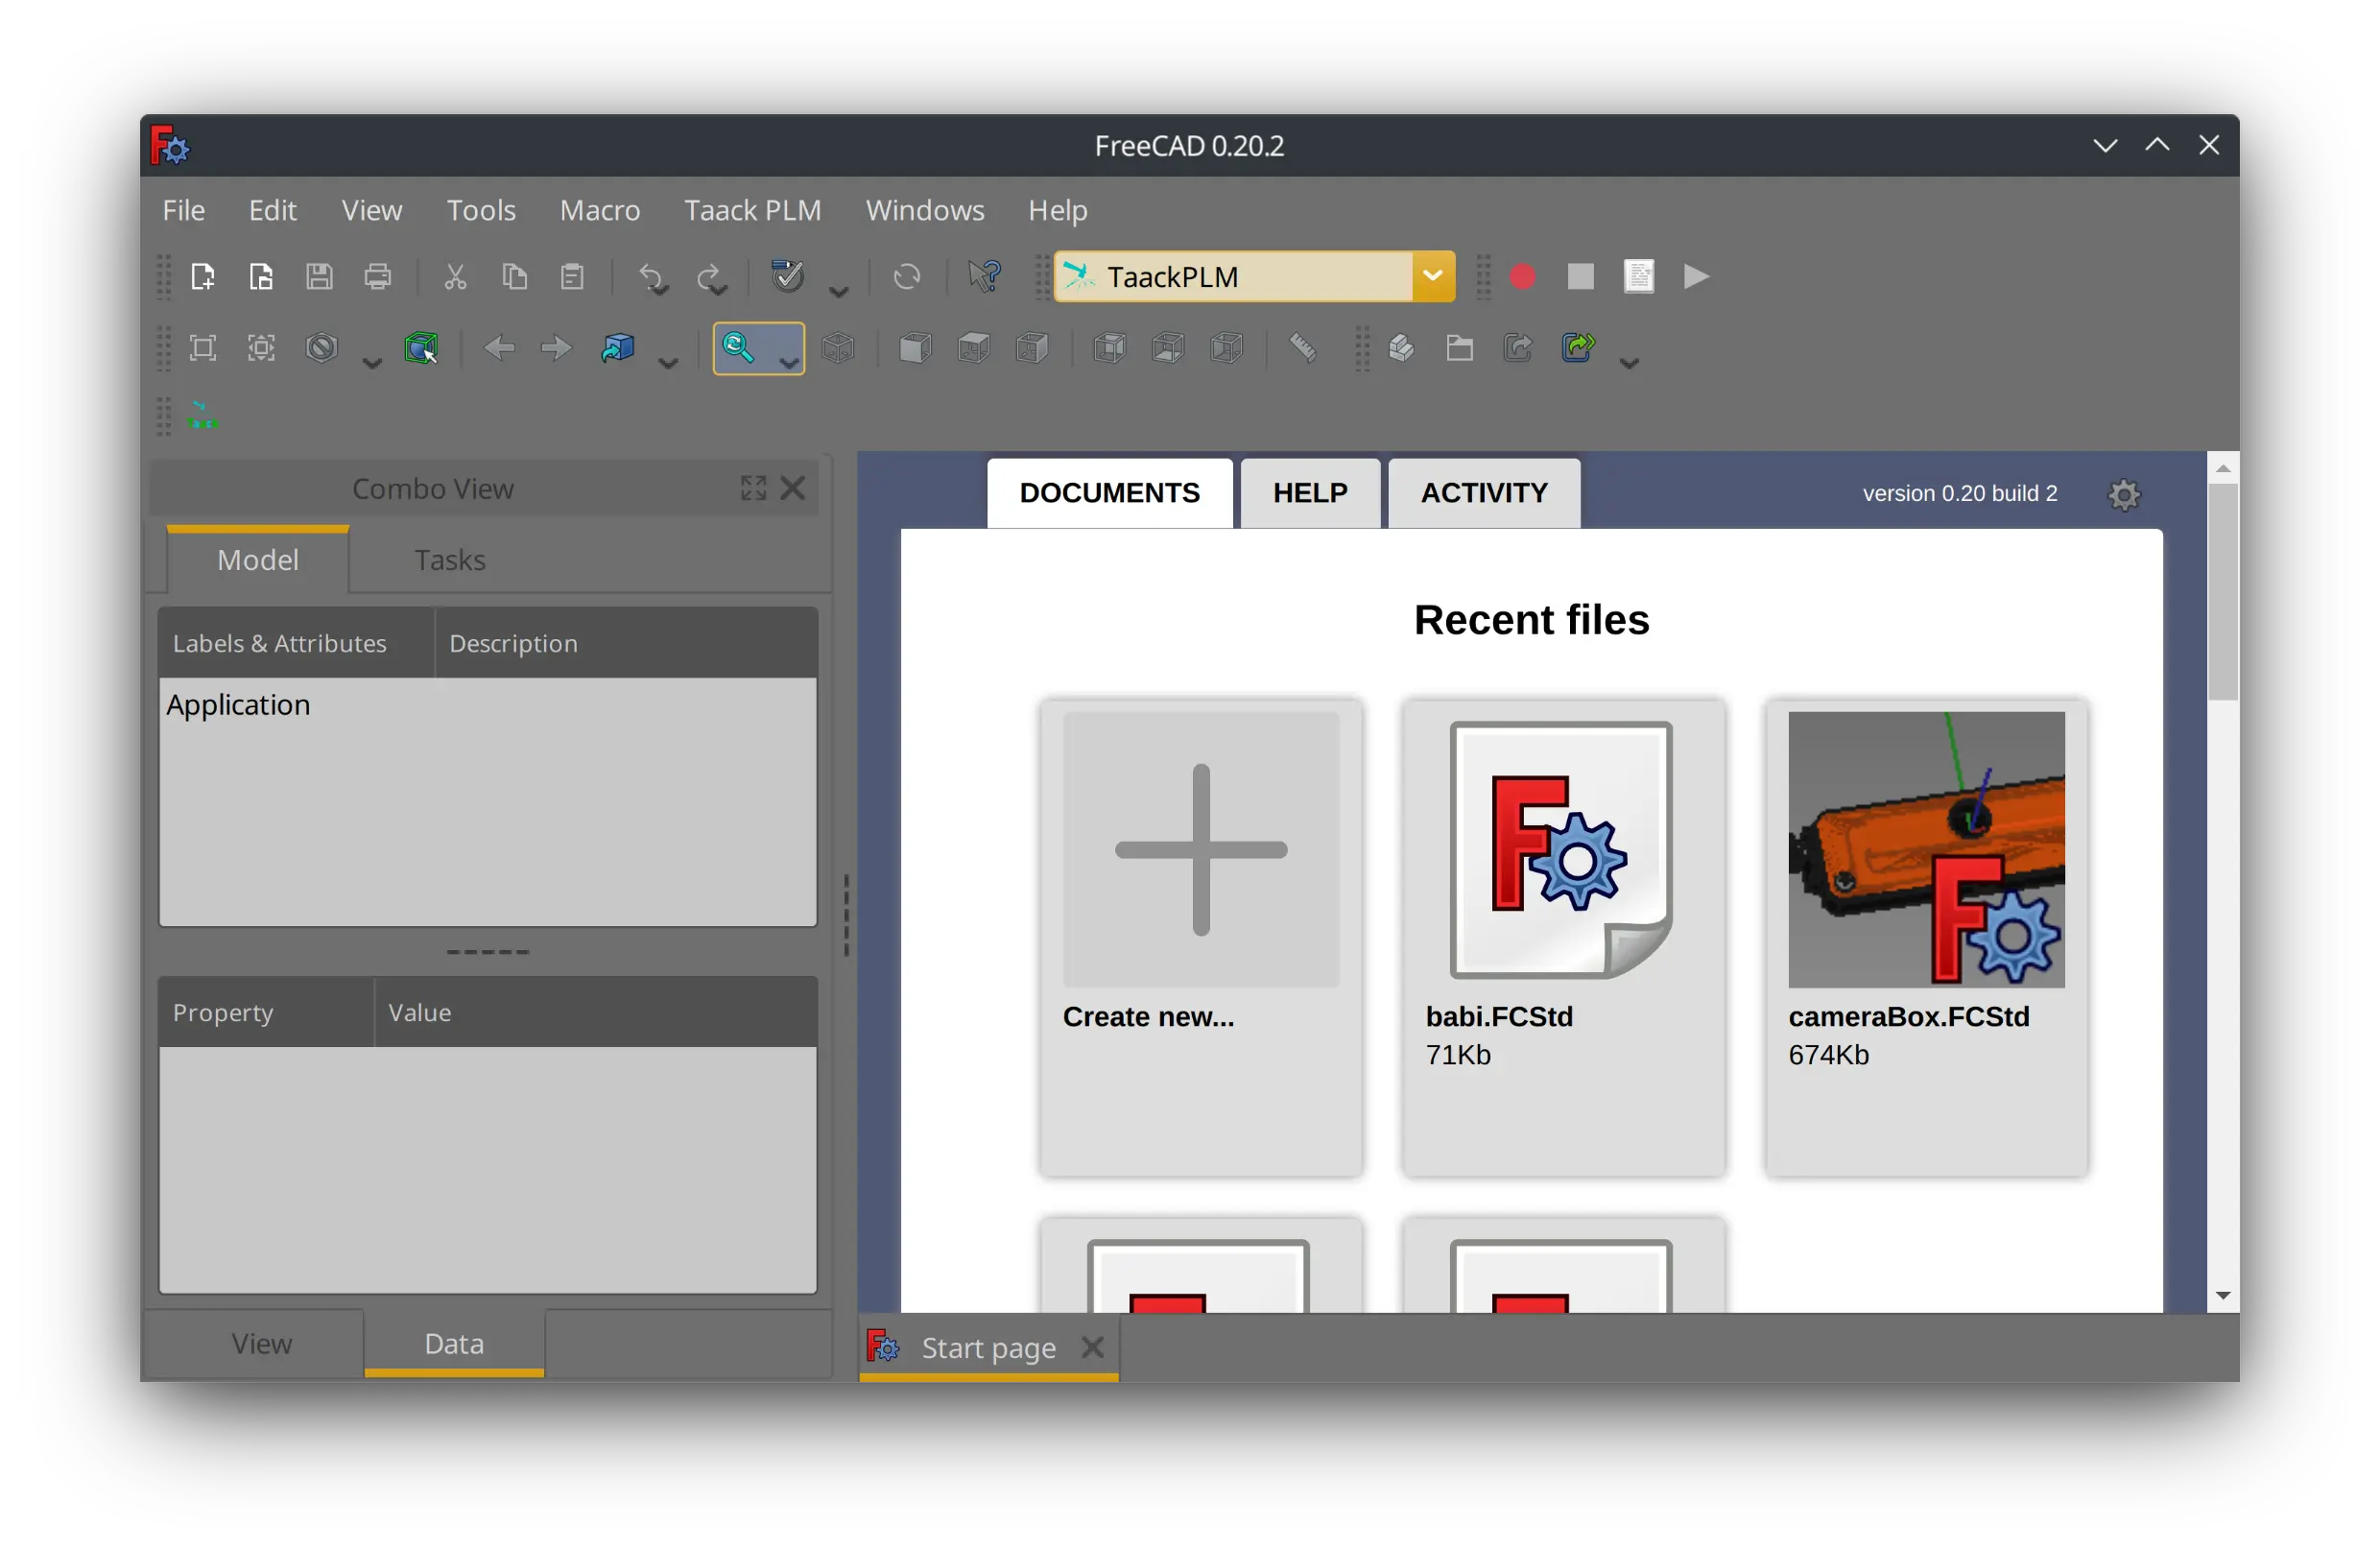 FreeCAD 0.20.2
File Edit View Tools Macro Taack PLM Windows Help
TaackPLM
Combo View
Model Tasks
Labels & Attributes Description
Application
Property Value
View Data
DOCUMENTS HELP ACTIVITY version 0.20 build 2
Recent files
Create new...
babi.FCStd
71Kb
cameraBox.FCStd
674Kb
Start page